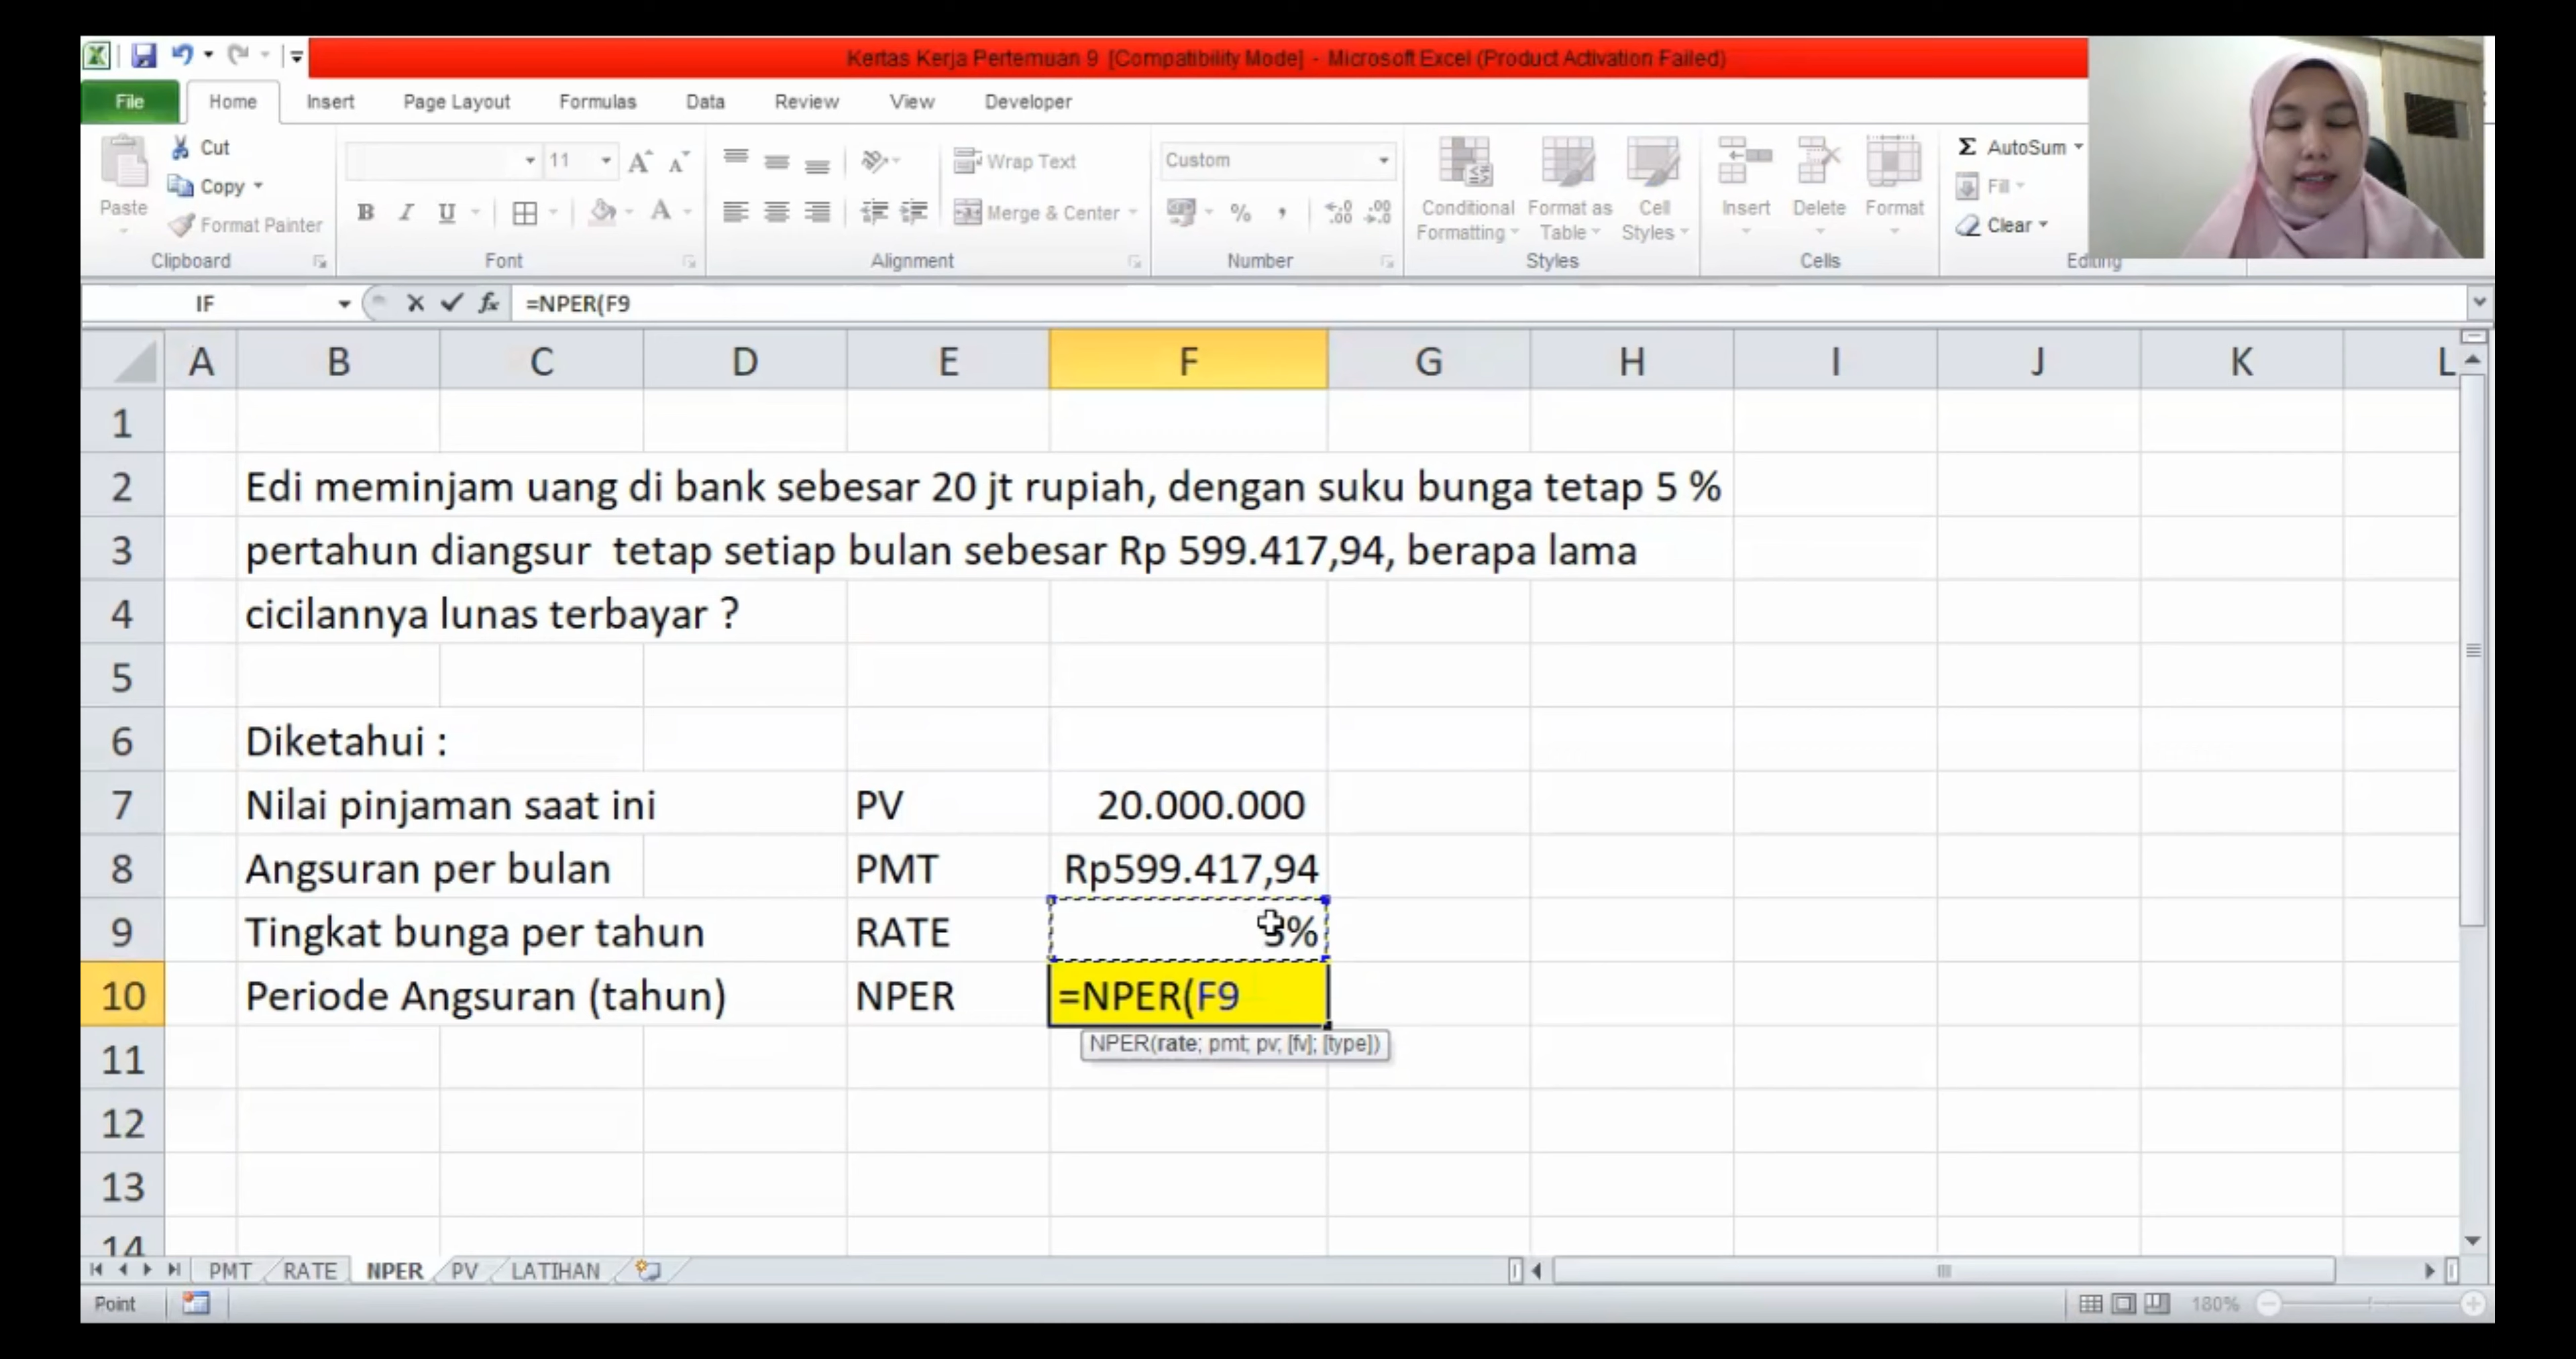 Kertas Kerja Pertemuan 9 [Compatibility Mode] - Microsoft Excel (Product Activation Failed)
File Home Insert Page Layout Formulas Data Review View Developer
Paste
Cut
Copy
Format Painter
Clipboard
11
B I U
Font
Wrap Text
Merge & Center
Alignment
Custom
% , .00 .00
Number
Conditional Formatting
Format as Table
Cell Styles
Styles
Insert Delete Format
Cells
Σ AutoSum
Fill
Clear
Editing
IF fx =NPER(F9
A B C D E F G H I J K L
1
2 Edi meminjam uang di bank sebesar 20 jt rupiah, dengan suku bunga tetap 5 %
3 pertahun diangsur tetap setiap bulan sebesar Rp 599.417,94, berapa lama
4 cicilannya lunas terbayar ?
5
6 Diketahui :
7 Nilai pinjaman saat ini PV 20.000.000
8 Angsuran per bulan PMT Rp599.417,94
9 Tingkat bunga per tahun RATE %
10 Periode Angsuran (tahun) NPER =NPER(F9
NPER(rate; pmt; pv; [fv]; [type])
11
12
13
14
PMT RATE NPER PV LATIHAN
Point 180%